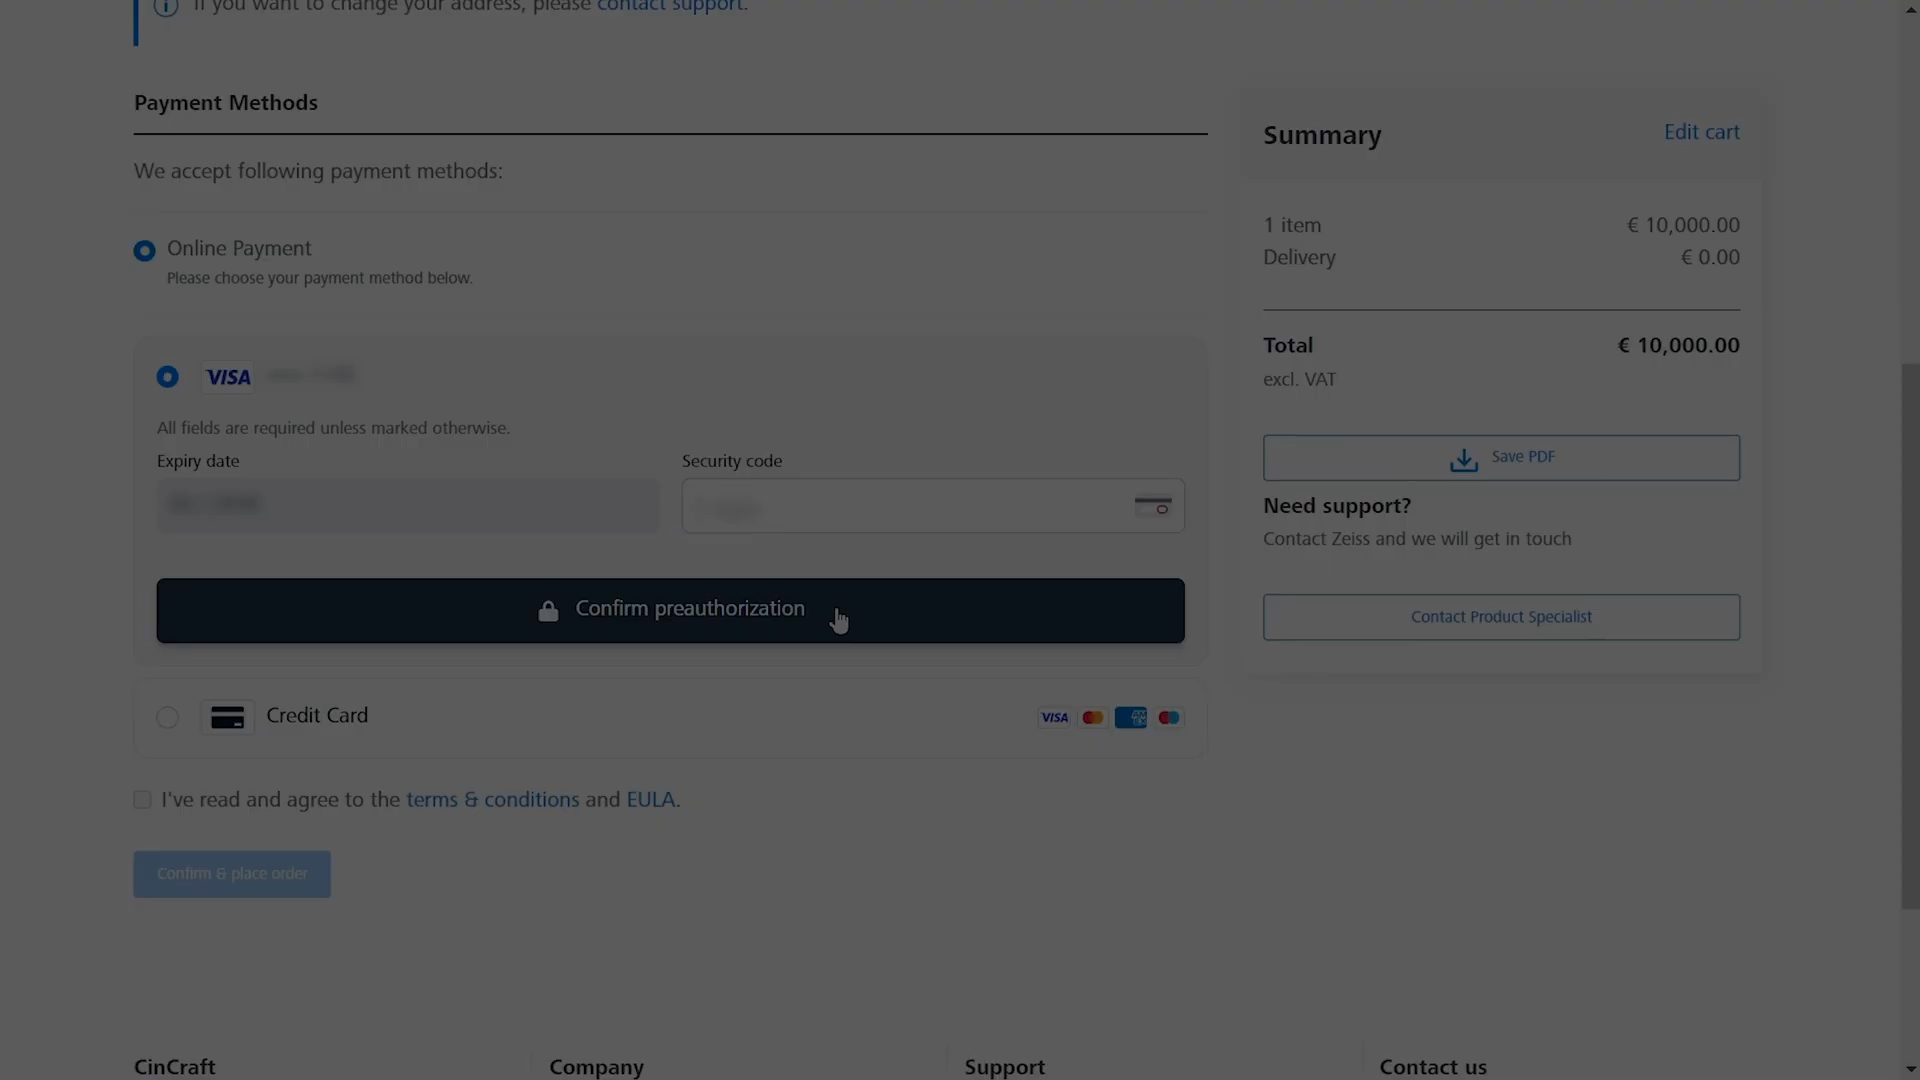 If you want to change your address, please contact support.
Payment Methods
We accept following payment methods:
Online Payment
Please choose your payment method below.
VISA
All fields are required unless marked otherwise.
Expiry date
Security code
Confirm preauthorization
Credit Card
VISA
AM
EX
I've read and agree to the terms & conditions and EULA.
Confirm & place order
Summary
Edit cart
1 item
€ 10,000.00
Delivery
€ 0.00
Total
€ 10,000.00
excl. VAT
Save PDF
Need support?
Contact Zeiss and we will get in touch
Contact Product Specialist
CinCraft
Company
Support
Contact us